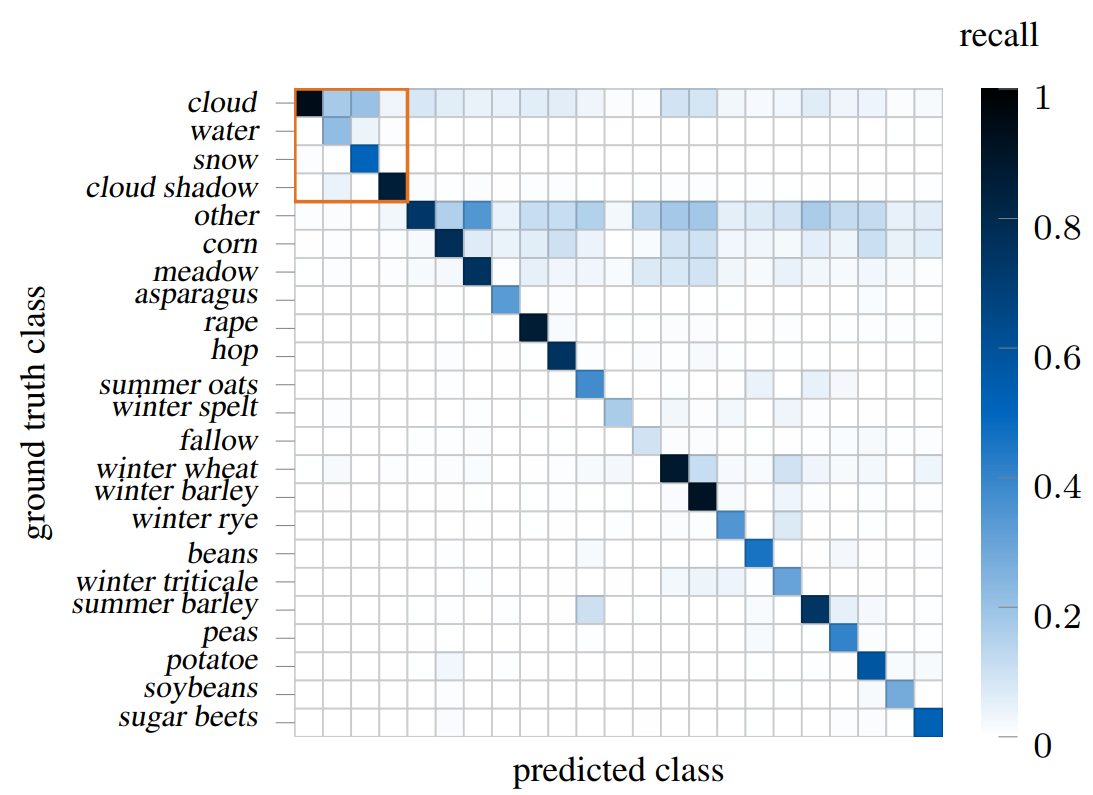 recall
cloud
water
snow
cloud shadow
other
corn
meadow
asparagus
rape
hop
summer oats
winter spelt
fallow
winter wheat
winter barley
winter rye
beans
winter triticale
summer barley
peas
potatoe
soybeans
sugar beets
ground truth class
predicted class
1
0.8
0.6
0.4
0.2
0